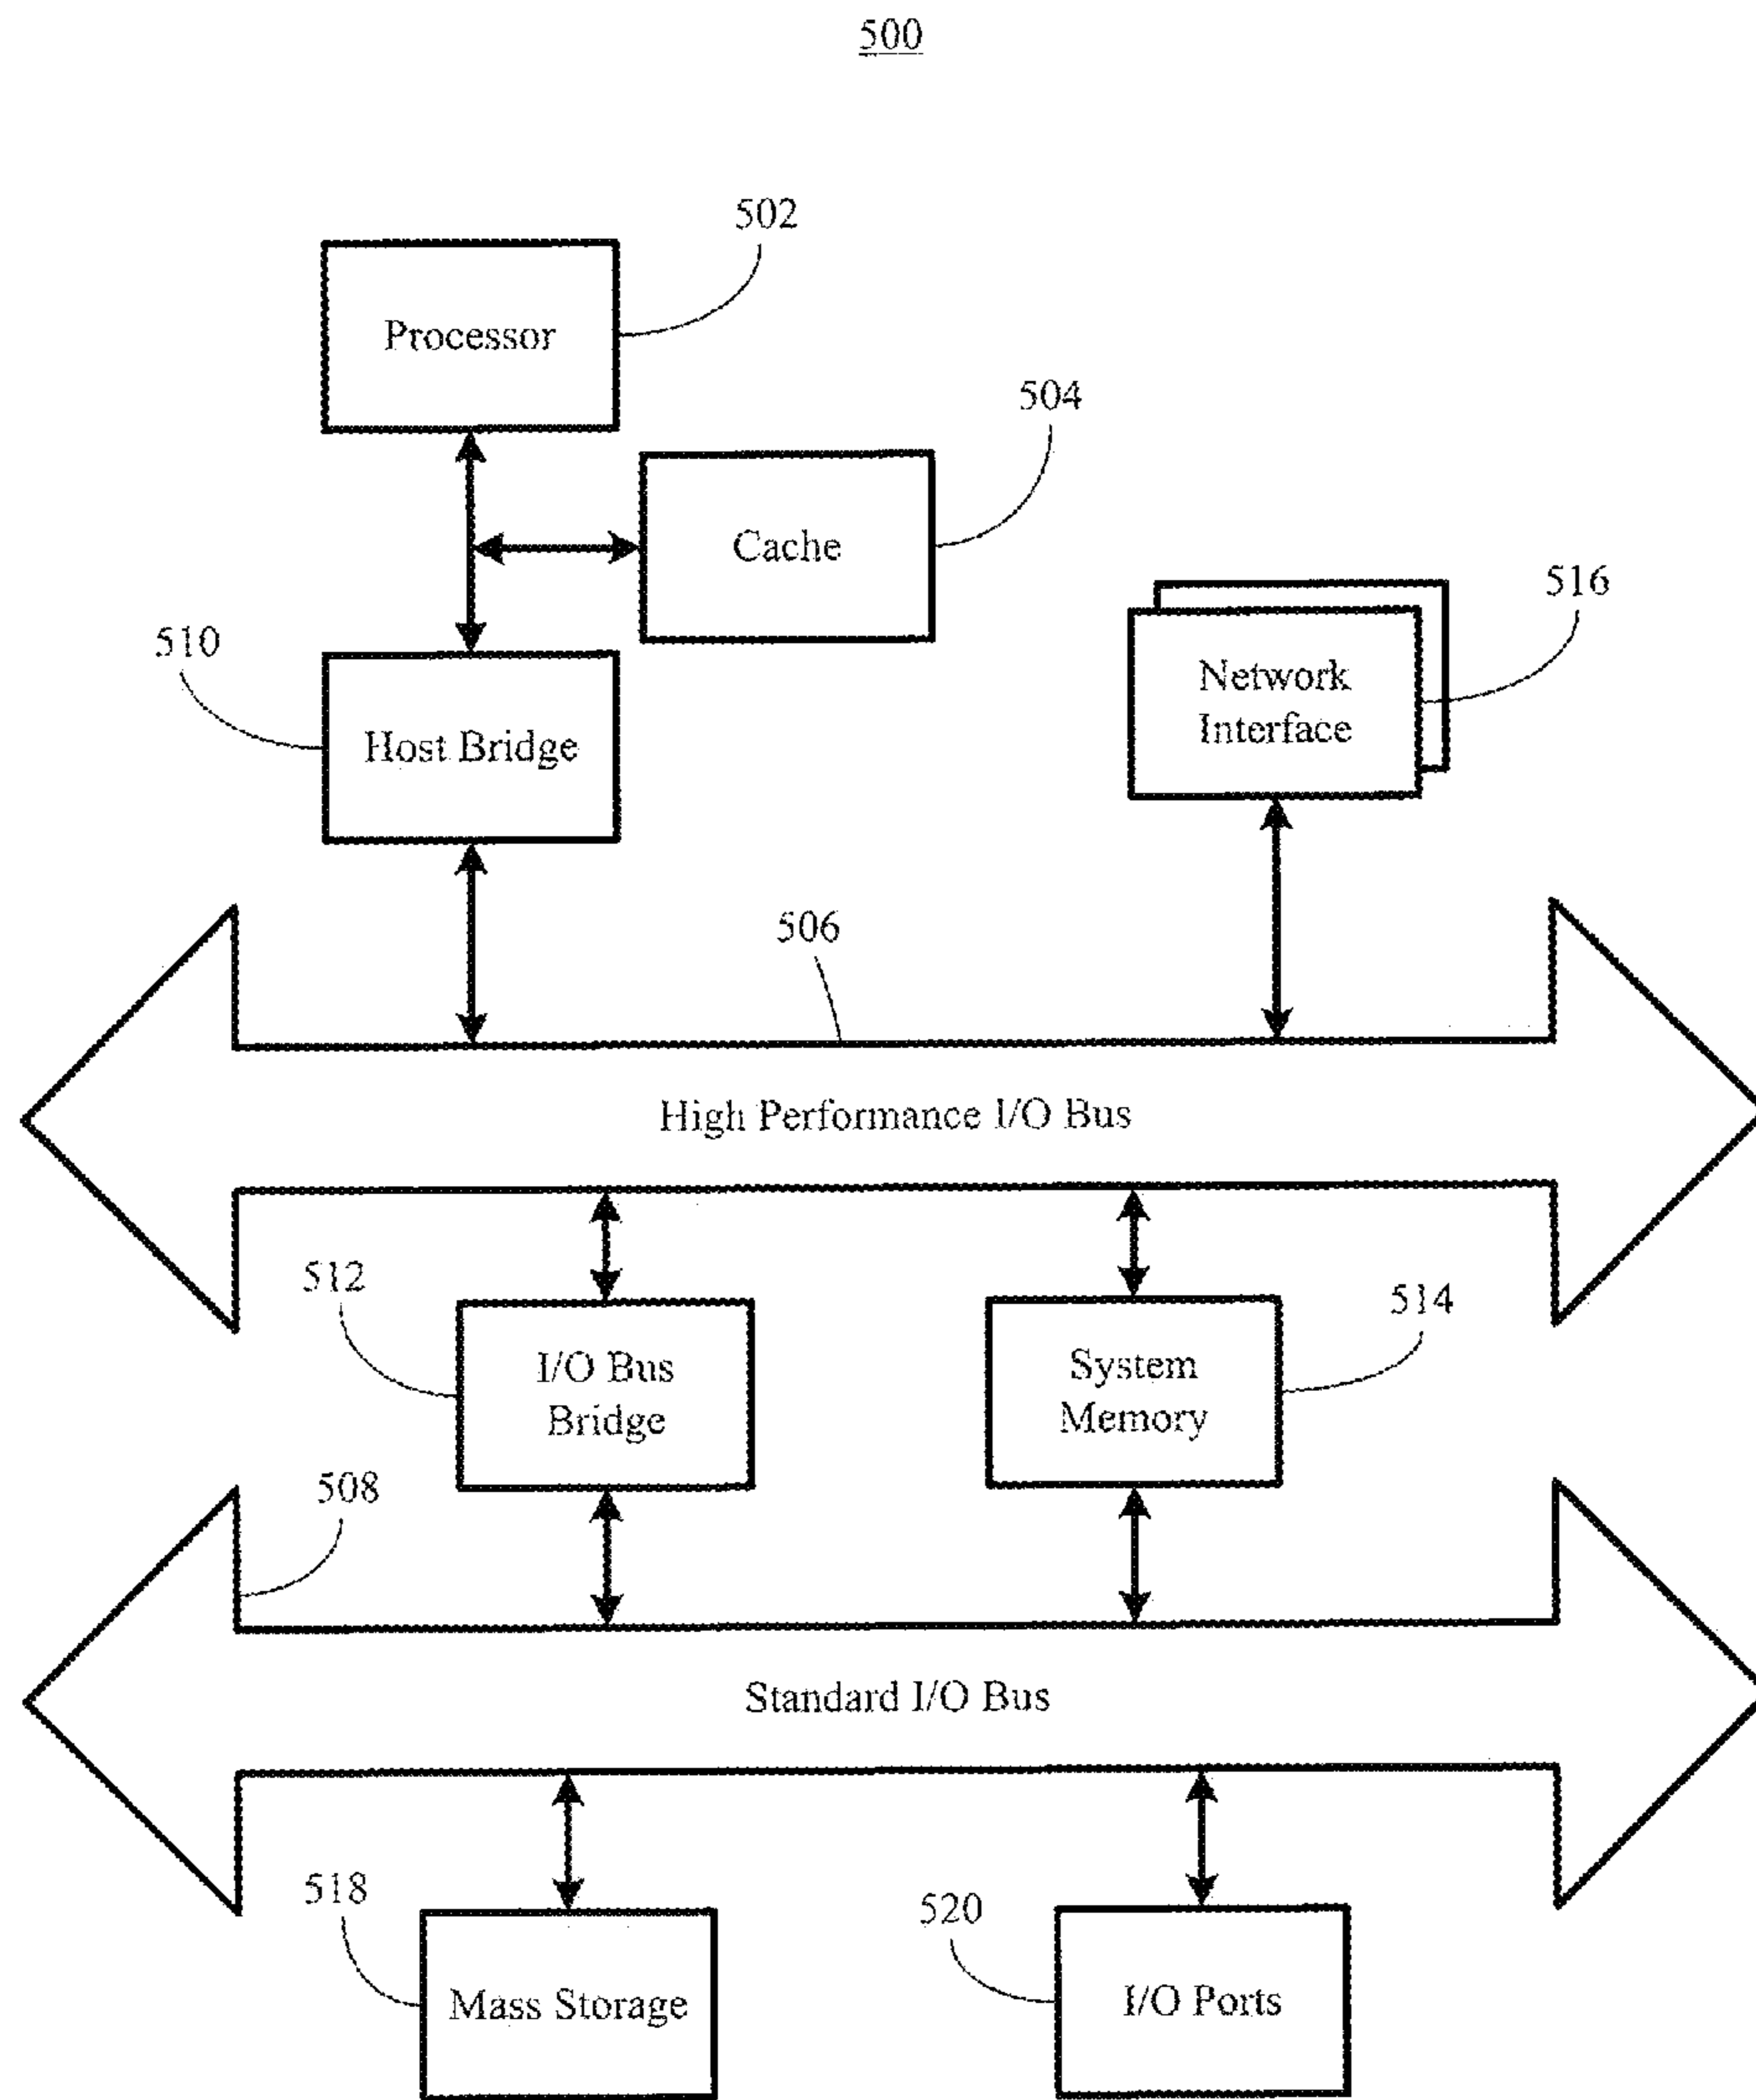 500
502
Processor
504
Cache
516
510
Network
Interface
Host Bridge
506
High Performance I/O Bus
512
514
I/O Bus
Bridge
System
Memory
508
Standard I/O Bus
518
520
Mass Storage
I/O Ports